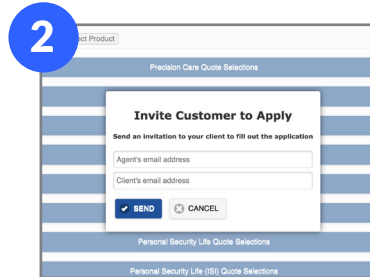 2
ct Product
Precision Care Quote Selections
Invite Customer to Apply
Send an invitation to your client to fill out the application
Agent's email address
Client's email address
SEND
CANCEL
Personal Security Life Quote Selections
Personal Security Life (ISI) Quote Selections